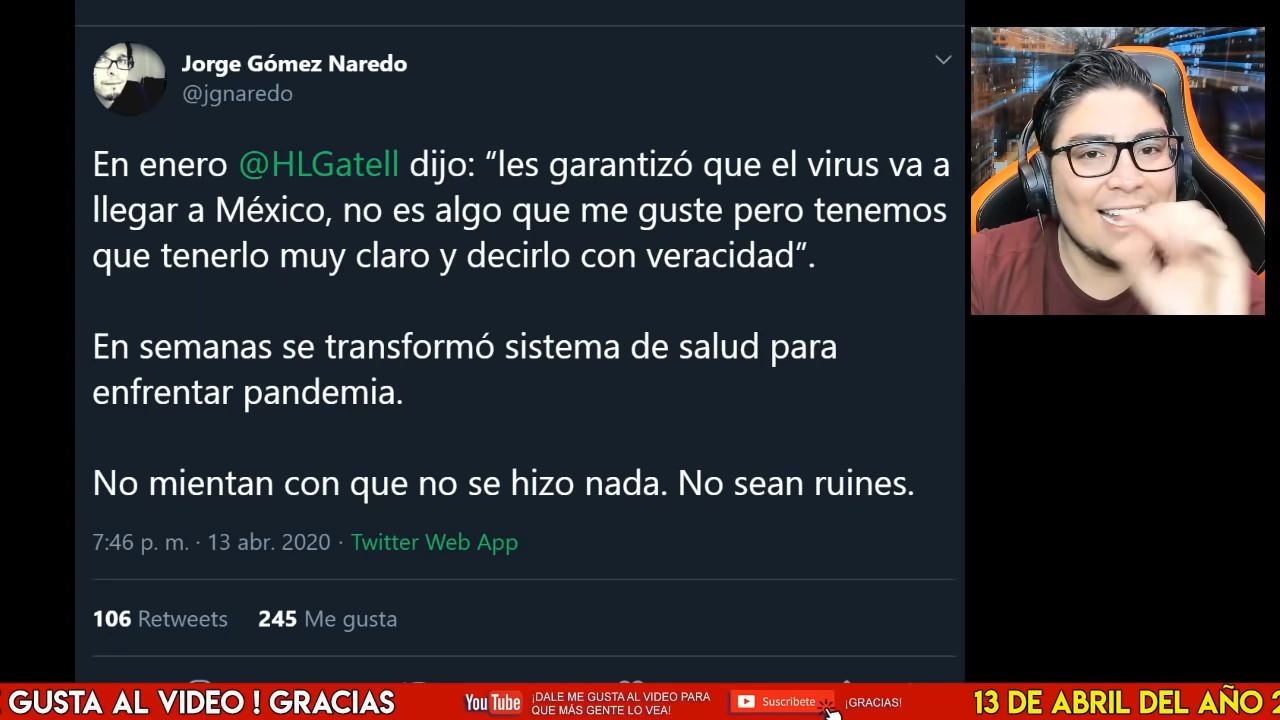 Jorge Gómez Naredo
@jgnaredo
En enero @HLGatell dijo: “les garantizó que el virus va a
llegar a México, no es algo que me guste pero tenemos
que tenerlo muy claro y decirlo con veracidad”.
En semanas se transformó sistema de salud para
enfrentar pandemia.
No mientan con que no se hizo nada. No sean ruines.
7:46 p. m. · 13 abr. 2020 · Twitter Web App
106 Retweets 245 Me gusta
GUSTA AL VIDEO ! GRACIAS
YouTube
¡DALE ME GUSTA AL VIDEO PARA
QUE MÁS GENTE LO VEA!
Suscríbete
¡GRACIAS!
13 DE ABRIL DEL AÑO